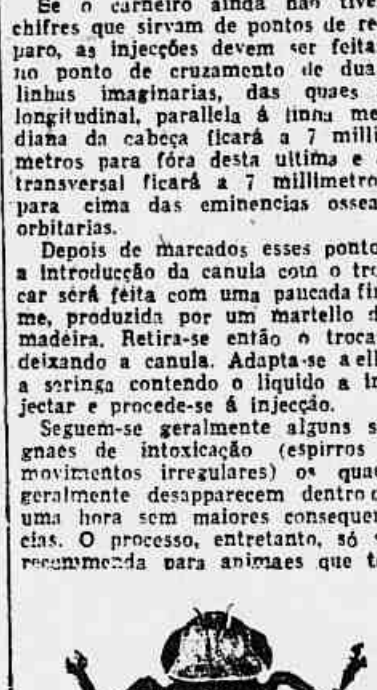 Se o carneiro ainda não tive
chifres que sirvam de pontos de re
paro, as injecções devem ser feita
no ponto de cruzamento de dua
linhas imaginarias, das quaes
longitudinal, parallela á linha me
diana da cabeça ficará a 7 milli
metros para fóra desta ultima e a
transversal ficará a 7 millimetro
para cima das eminencias ossea
orbitarias.
Depois de marcados esses ponto
a introducção da canula com o tro
car será feita com uma pancada fir
me, produzida por um martello d
madeira. Retira-se então o troca
deixando a canula. Adapta-se a ell
a seringa contendo o liquido a in
jectar e procede-se á injecção.
Seguem-se geralmente alguns s
gnaes de intoxicação (espirros
movimentos irregulares) os qua
geralmente desapparecem dentro d
uma hora sem maiores consequen
cias. O processo, entretanto, só s
recommenda para animaes que t